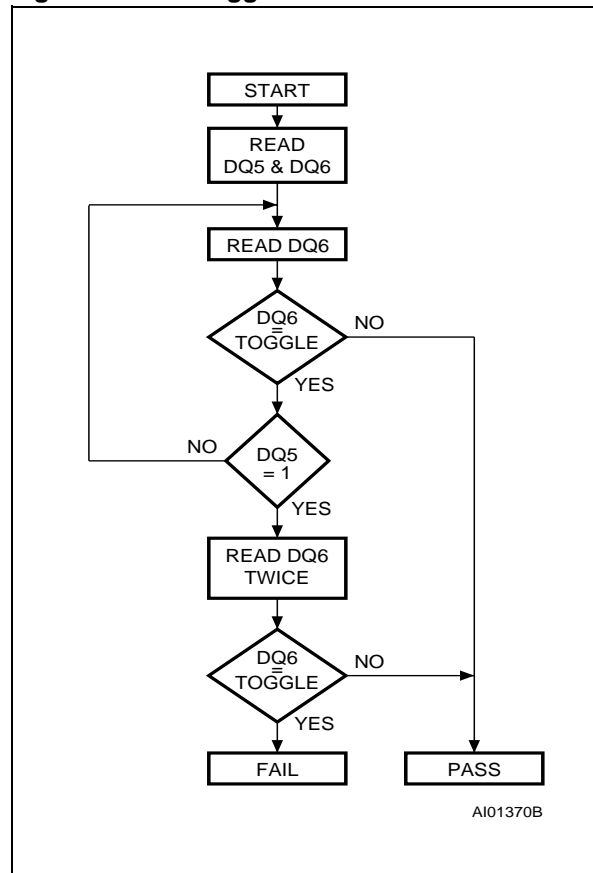 START
READ
DQ5 & DQ6
READ DQ6
DQ6
=
TOGGLE
NO
YES
NO
DQ5
= 1
YES
READ DQ6
TWICE
DQ6
=
TOGGLE
NO
YES
FAIL
PASS
AI01370B